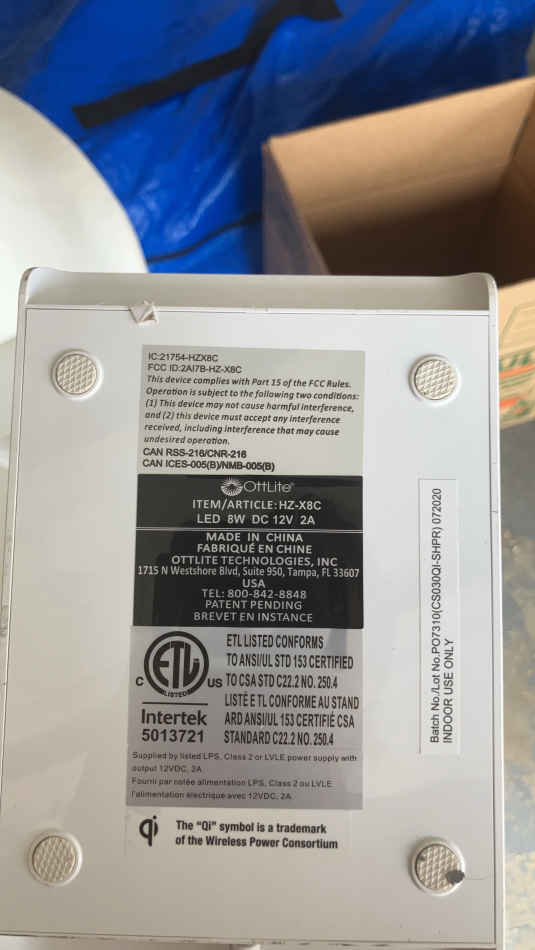 IC:21754-HZX8C
FCC ID:2AI7B-HZ-X8C
This device complies with Part 15 of the FCC Rules.
Operation is subject to the following two conditions:
(1) This device may not cause harmful interference,
and (2) this device must accept any interference
received, including interference that may cause
undesired operation.
CAN RSS-216/CNR-216
CAN ICES-005(B)/NMB-005(B)
OttLite®
ITEM/ARTICLE: HZ-X8C
LED 8W DC 12V 2A
MADE IN CHINA
FABRIQUÉ EN CHINE
OTTLITE TECHNOLOGIES, INC
1715 N Westshore Blvd, Suite 950, Tampa, FL 33607
USA
TEL: 800-842-8848
PATENT PENDING
BREVET EN INSTANCE
ETL LISTED CONFORMS
TO ANSI/UL STD 153 CERTIFIED
TO CSA STD C22.2 NO. 250.4
LISTÉ E TL CONFORME AU STAND
ARD ANSI/UL 153 CERTIFIÉ CSA
STANDARD C22.2 NO. 250.4
C ETL US
LISTED
Intertek
5013721
Supplied by listed LPS, Class 2 or LVLE power supply with
output 12VDC, 2A
Fourni par notée alimentation LPS, Class 2 ou LVLE
l'alimentation électrique avec 12VDC, 2A
qi
The "Qi" symbol is a trademark
of the Wireless Power Consortium
Batch No./Lot No.PO7310(CS030QI-SHPR) 072020
INDOOR USE ONLY